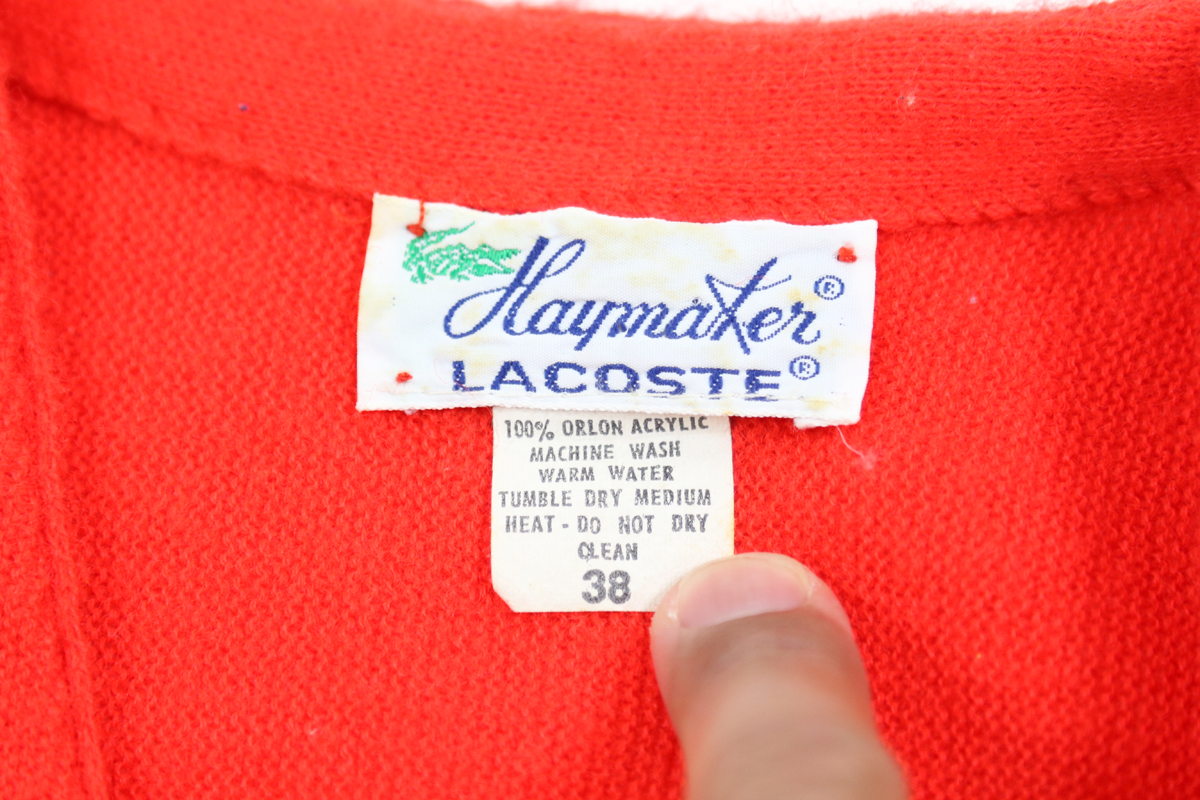 Haymaker ®
LACOSTE ®
100% ORLON ACRYLIC
MACHINE WASH
WARM WATER
TUMBLE DRY MEDIUM
HEAT - DO NOT DRY
CLEAN
38